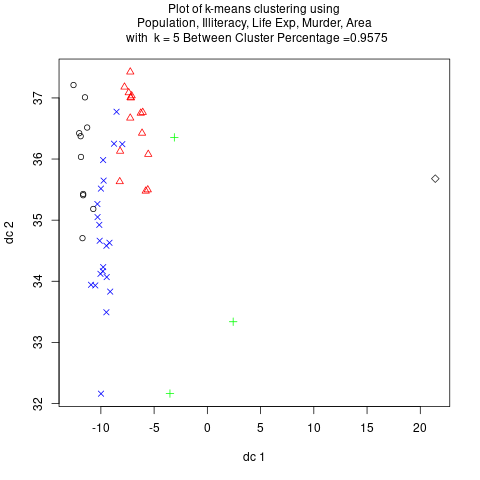 Plot of k-means clustering using
Population, Illiteracy, Life Exp, Murder, Area
with k = 5 Between Cluster Percentage =0.9575
37
36
35
34
33
32
dc 2
-10 -5 0 5 10 15 20
dc 1